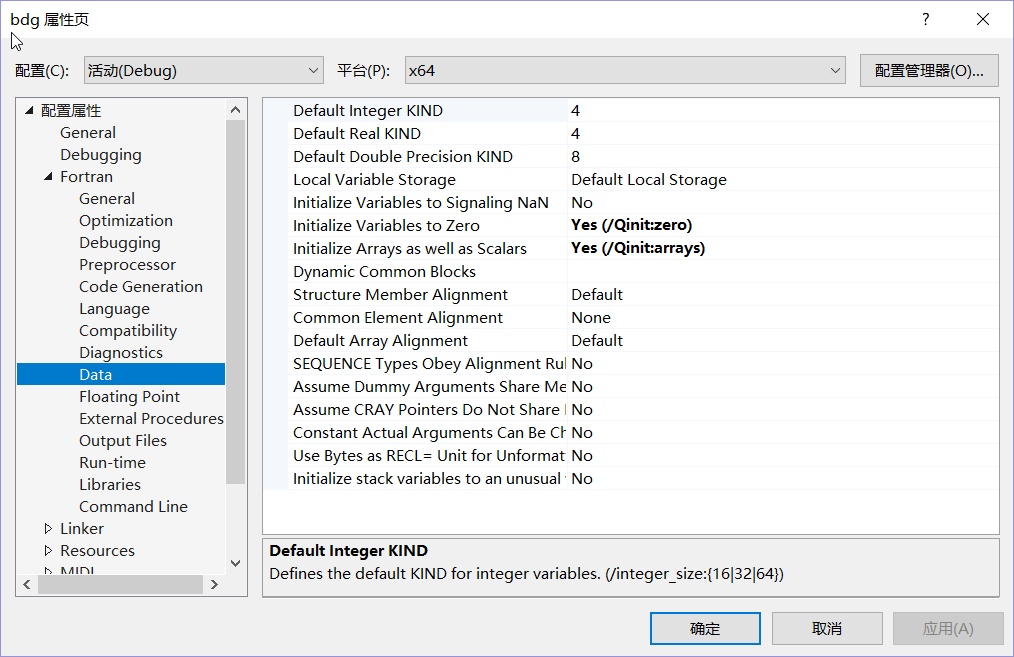 bdg 属性页
配置(C): 活动(Debug) 平台(P): x64 配置管理器(O)...
配置属性
General
Debugging
Fortran
General
Optimization
Debugging
Preprocessor
Code Generation
Language
Compatibility
Diagnostics
Data
Floating Point
External Procedures
Output Files
Run-time
Libraries
Command Line
Linker
Resources
MIDL
Default Integer KIND 4
Default Real KIND 4
Default Double Precision KIND 8
Local Variable Storage Default Local Storage
Initialize Variables to Signaling NaN No
Initialize Variables to Zero Yes (/Qinit:zero)
Initialize Arrays as well as Scalars Yes (/Qinit:arrays)
Dynamic Common Blocks
Structure Member Alignment Default
Common Element Alignment None
Default Array Alignment Default
SEQUENCE Types Obey Alignment Rul No
Assume Dummy Arguments Share Me No
Assume CRAY Pointers Do Not Share No
Constant Actual Arguments Can Be Ch No
Use Bytes as RECL= Unit for Unformat No
Initialize stack variables to an unusual No
Default Integer KIND
Defines the default KIND for integer variables. (/integer_size:{16|32|64})
确定 取消 应用(A)